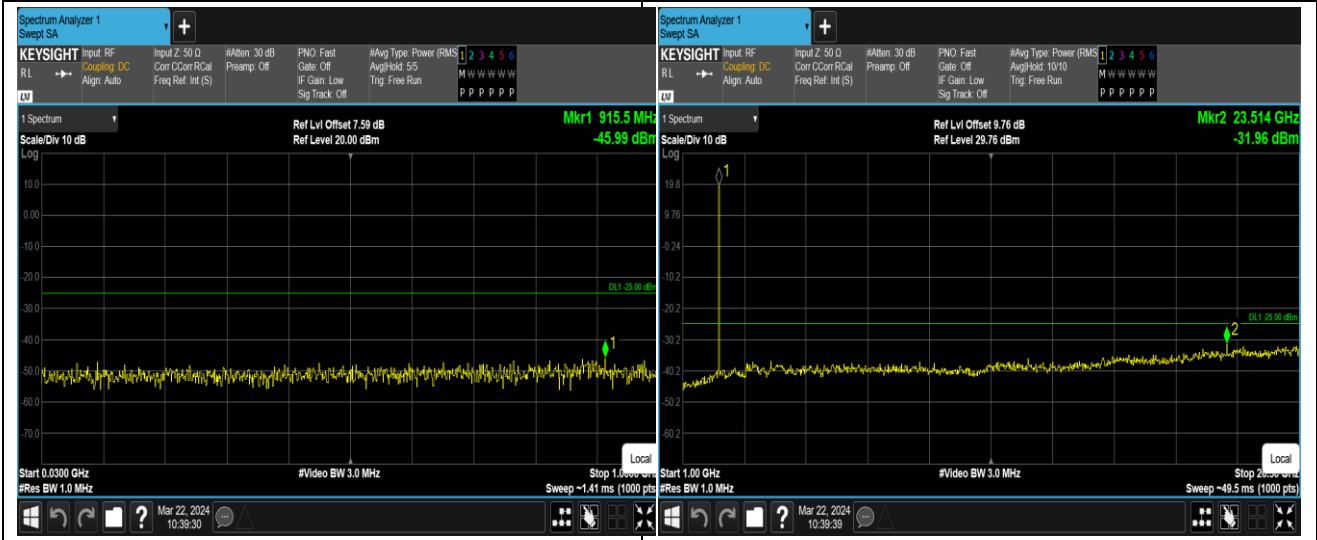 Spectrum Analyzer 1
Swept SA
+
KEYSIGHT
RL
LXI
Input: RF
Coupling: DC
Align: Auto
Input Z: 50 Ω
Corr CCorr RCal
Freq Ref: Int (S)
#Atten: 30 dB
Preamp: Off
PNO: Fast
Gate: Off
IF Gain: Low
Sig Track: Off
#Avg Type: Power (RMS
Avg|Hold: 5/5
Trig: Free Run
1 2 3 4 5 6
M W W W W W
P P P P P P
1 Spectrum
Scale/Div 10 dB
Ref Lvl Offset 7.59 dB
Ref Level 20.00 dBm
Mkr1 915.5 MHz
-45.99 dBm
Log
10.0
0.00
-10.0
-20.0
DL1 -25.00 dBm
-30.0
-40.0
1
-50.0
-60.0
-70.0
Local
Start 0.0300 GHz
#Video BW 3.0 MHz
#Res BW 1.0 MHz
Sweep ~1.41 ms (1000 pts
?
Mar 22, 2024
10:39:30
Spectrum Analyzer 1
Swept SA
+
KEYSIGHT
RL
LXI
Input: RF
Coupling: DC
Align: Auto
Input Z: 50 Ω
Corr CCorr RCal
Freq Ref: Int (S)
#Atten: 30 dB
Preamp: Off
PNO: Fast
Gate: Off
IF Gain: Low
Sig Track: Off
#Avg Type: Power (RMS
Avg|Hold: 10/10
Trig: Free Run
1 2 3 4 5 6
M W W W W W
P P P P P P
1 Spectrum
Scale/Div 10 dB
Ref Lvl Offset 9.76 dB
Ref Level 29.76 dBm
Mkr2 23.514 GHz
-31.96 dBm
Log
1
19.8
9.76
-0.24
-10.2
-20.2
DL1 -25.00 dBm
2
-30.2
-40.2
-50.2
-60.2
Local
Start 1.00 GHz
#Video BW 3.0 MHz
#Res BW 1.0 MHz
Sweep ~49.5 ms (1000 pts)
?
Mar 22, 2024
10:39:39